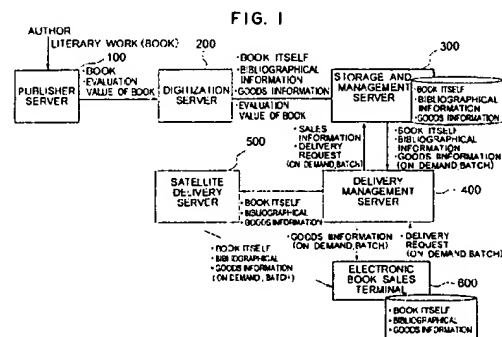 FIG. 1
AUTHOR
LITERARY WORK (BOOK)
100
• BOOK
• EVALUATION
VALUE OF BOOK
PUBLISHER
SERVER
200
DIGITIZATION
SERVER
• BOOK ITSELF
• BIBLIOGRAPHICAL
INFORMATION
• GOODS INFORMATION
• EVALUATION
VALUE OF BOOK
300
STORAGE AND
MANAGEMENT
SERVER
• BOOK
ITSELF
• BIBLIOGRAPHICAL
INFORMATION
• GOODS
INFORMATION
• SALES
INFORMATION
• DELIVERY
REQUEST
(ON DEMAND, BATCH)
• BOOK ITSELF
• BIBLIOGRAPHICAL
INFORMATION
• GOODS IINFORMATION
(ON DEMAND, BATCH)
500
SATELLITE
DELIVERY
SERVER
• BOOK ITSELF
• BIBLIOGRAPHICAL
• GOODS INFORMATION
DELIVERY
MANAGEMENT
SERVER
400
• BOOK ITSELF
• BIBLIOGRAPHICAL
• GOODS INFORMATION
(ON DEMAND, BATCH)
• GOODS INFORMATION
(ON DEMAND, BATCH)
• DELIVERY
REQUEST
(ON DEMAND, BATCH)
ELECTRONIC
BOOK SALES
TERMINAL
600
• BOOK ITSELF
• BIBLIOGRAPHICAL
• GOODS INFORMATION